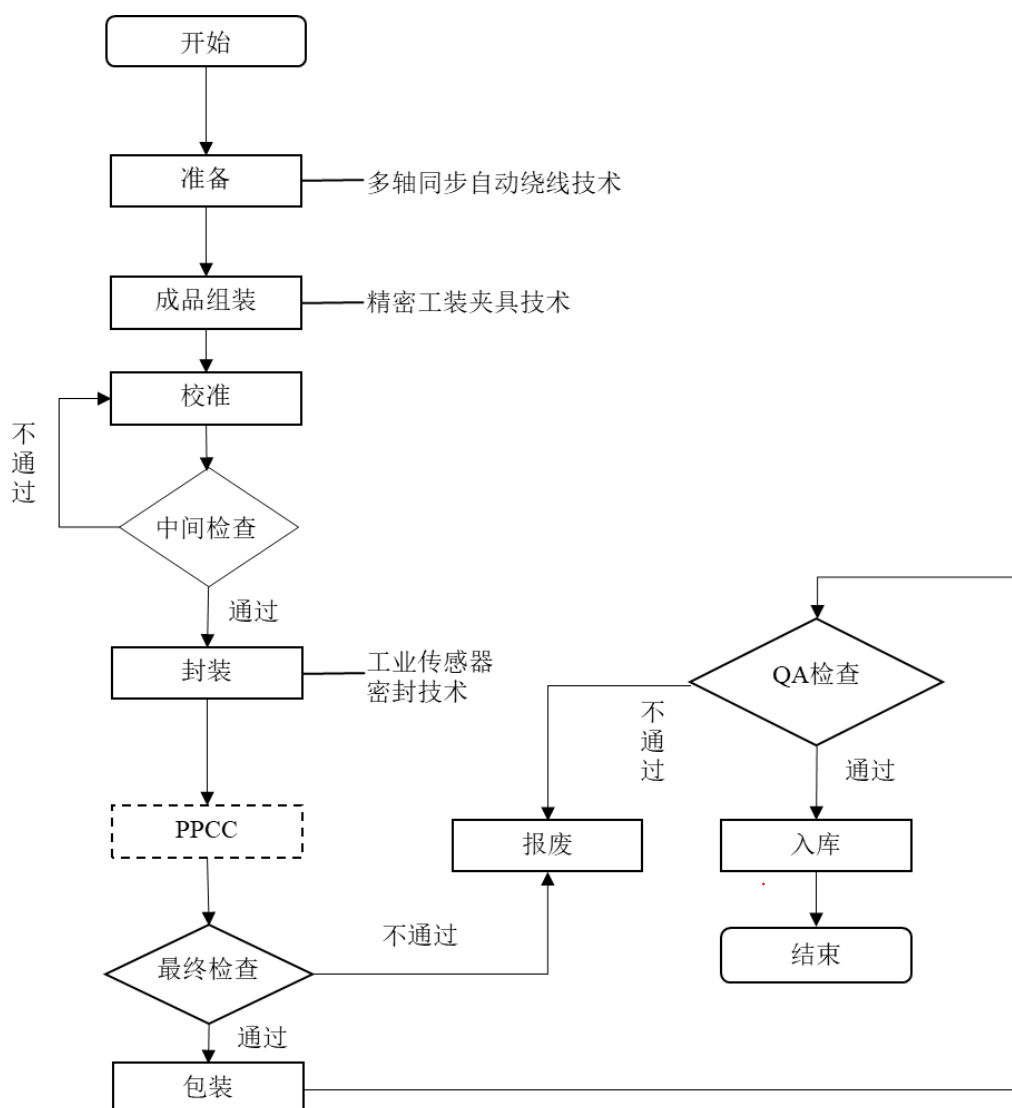 开始
准备
多轴同步自动绕线技术
成品组装
精密工装夹具技术
校准
不
通
过
中间检查
通过
封装
工业传感器
密封技术
PPCC
最终检查
不通过
通过
包装
QA检查
不
通
过
通过
报废
入库
结束